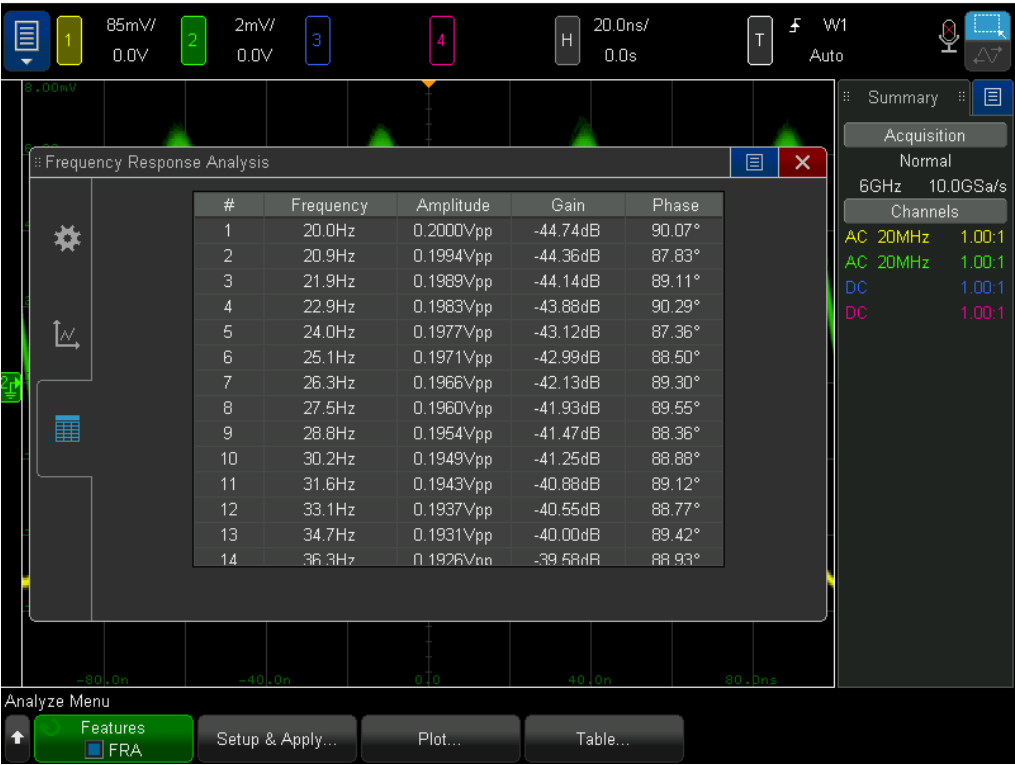 1 85mV/ 2 2mV/ 3 4 H 20.0ns/ T W1
0.0V 0.0V 0.0s Auto
8.00mV
Summary
Acquisition
Normal
6GHz 10.0GSa/s
Channels
AC 20MHz 1.00:1
AC 20MHz 1.00:1
DC 1.00:1
DC 1.00:1
Frequency Response Analysis
# Frequency Amplitude Gain Phase
1 20.0Hz 0.2000Vpp -44.74dB 90.07°
2 20.9Hz 0.1994Vpp -44.36dB 87.83°
3 21.9Hz 0.1989Vpp -44.14dB 89.11°
4 22.9Hz 0.1983Vpp -43.88dB 90.29°
5 24.0Hz 0.1977Vpp -43.12dB 87.36°
6 25.1Hz 0.1971Vpp -42.99dB 88.50°
7 26.3Hz 0.1966Vpp -42.13dB 89.30°
8 27.5Hz 0.1960Vpp -41.93dB 89.55°
9 28.8Hz 0.1954Vpp -41.47dB 88.36°
10 30.2Hz 0.1949Vpp -41.25dB 88.88°
11 31.6Hz 0.1943Vpp -40.88dB 89.12°
12 33.1Hz 0.1937Vpp -40.55dB 88.77°
13 34.7Hz 0.1931Vpp -40.00dB 89.42°
14 36.3Hz 0.1926Vpp -39.58dB 88.93°
2
-80.0n -40.0n 0.0 40.0n 80.0ns
Analyze Menu
Features
FRA
Setup & Apply...
Plot...
Table...